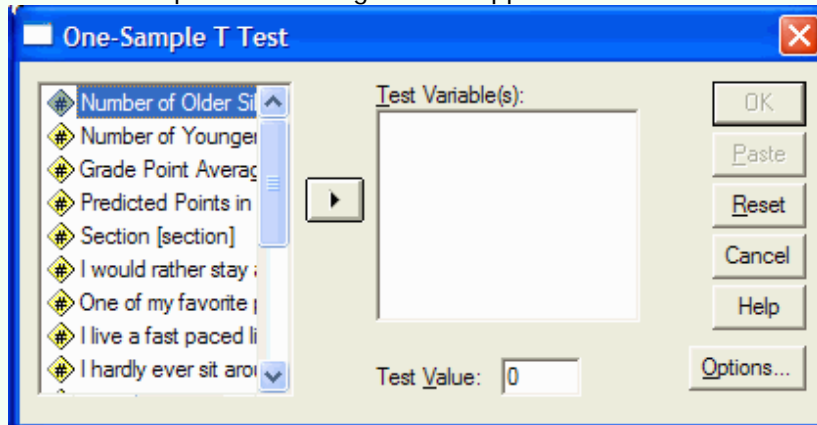 One-Sample T Test
Number of Older Si
Number of Younger
Grade Point Averag
Predicted Points in
Section [section]
I would rather stay
One of my favorite
I live a fast paced li
I hardly ever sit arou
Test Variable(s):
Test Value: 0
OK
Paste
Reset
Cancel
Help
Options...